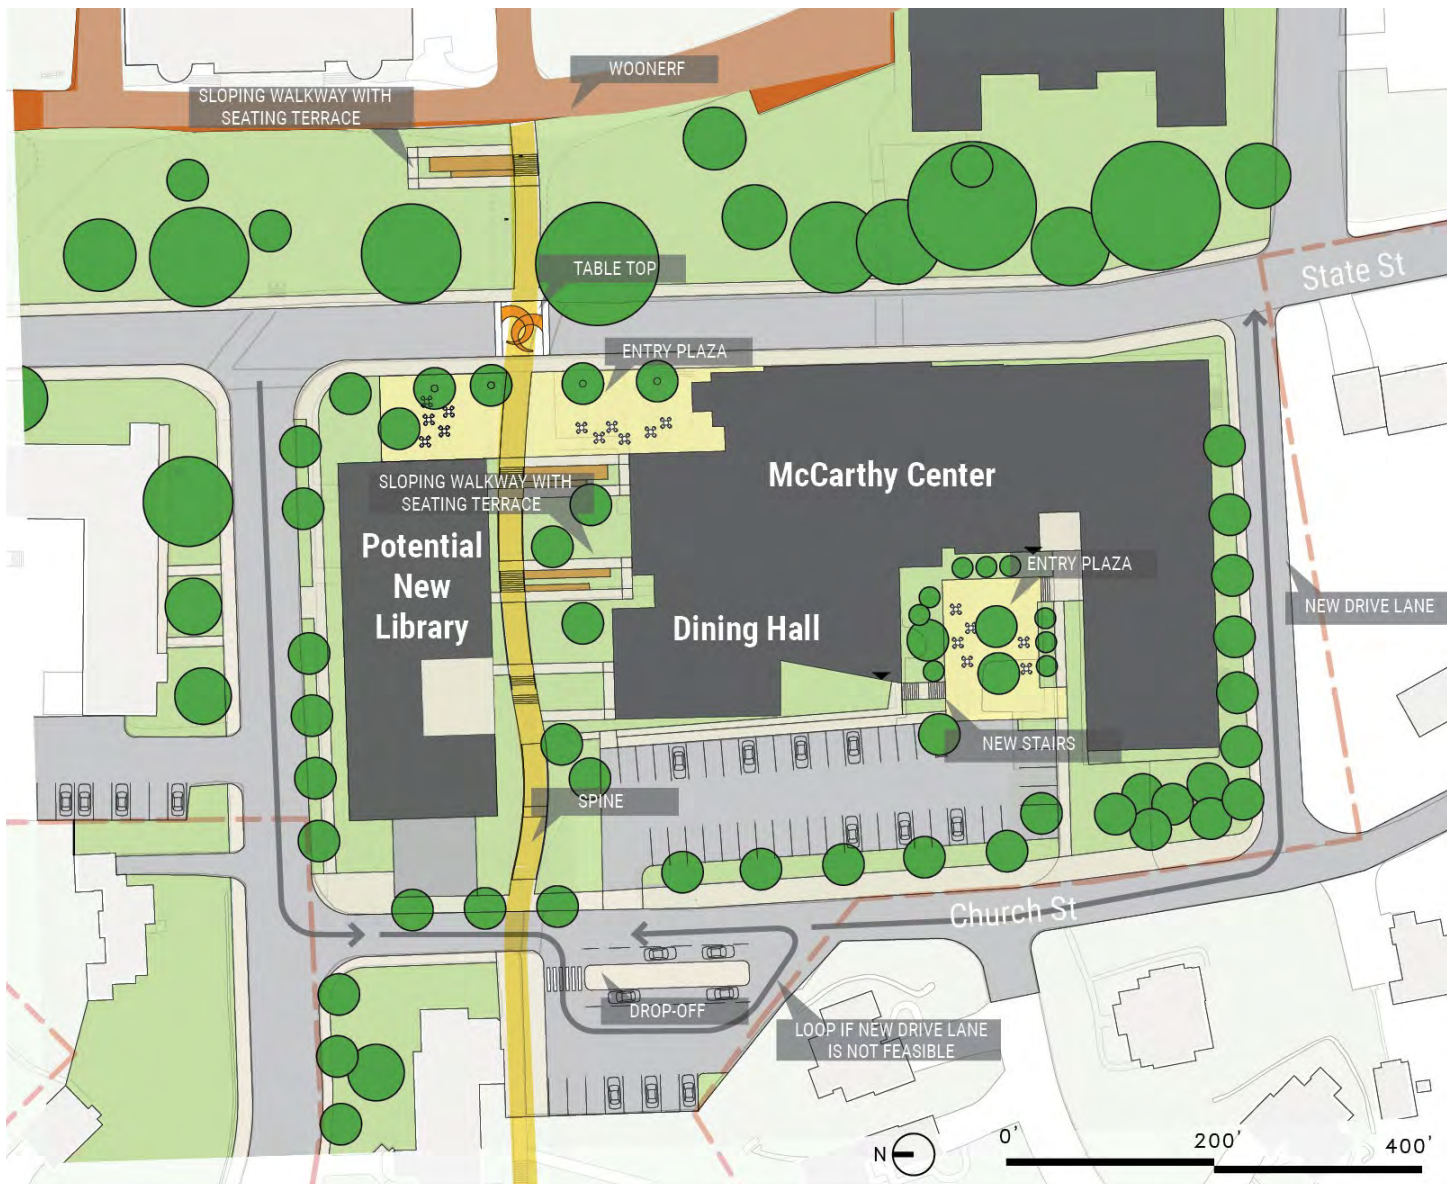 WOONERF
SLOPING WALKWAY WITH
SEATING TERRACE
TABLE TOP
State St
ENTRY PLAZA
McCarthy Center
SLOPING WALKWAY WITH
SEATING TERRACE
Potential
New
Library
ENTRY PLAZA
NEW DRIVE LANE
Dining Hall
NEW STAIRS
SPINE
Church St
DROP-OFF
LOOP IF NEW DRIVE LANE
IS NOT FEASIBLE
N
0' 200' 400'